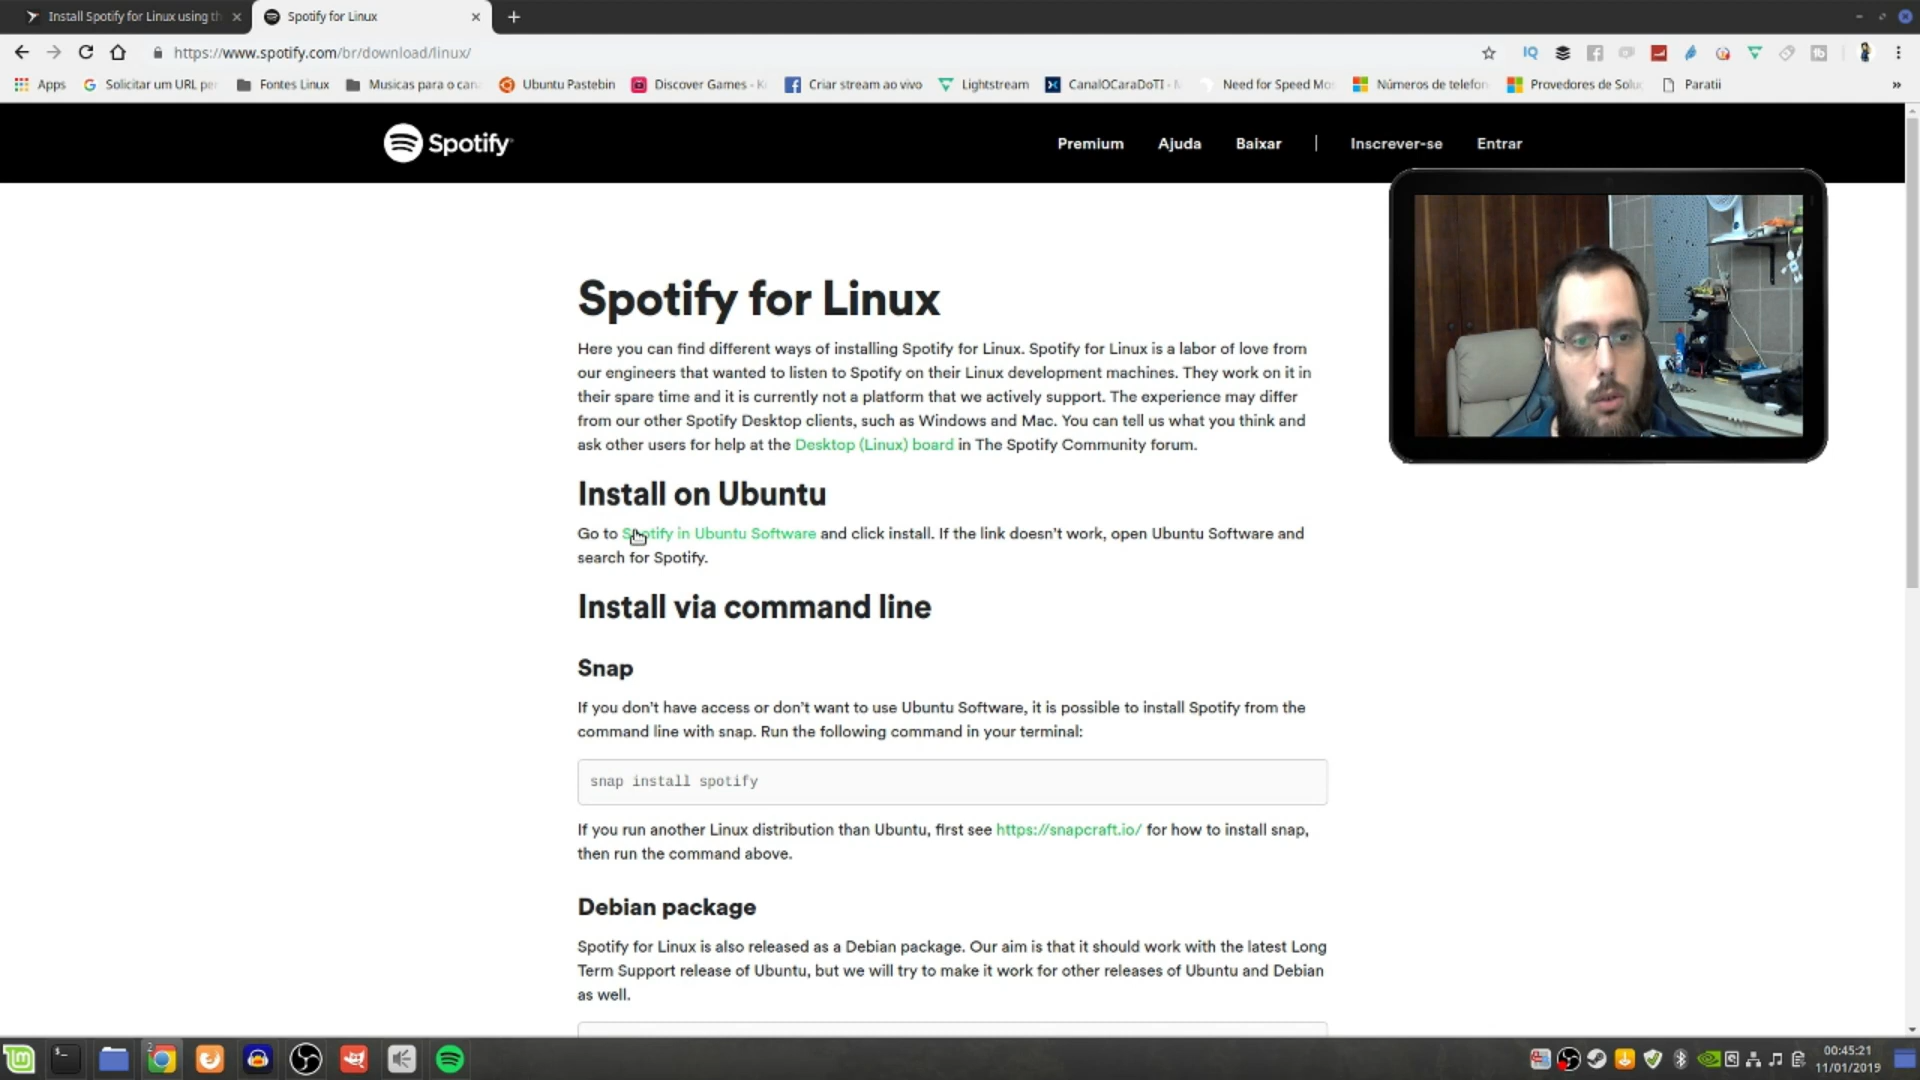 Install Spotify for Linux using th
Spotify for Linux
https://www.spotify.com/br/download/linux/
Apps
Solicitar um URL per
Fontes Linux
Musicas para o can
Ubuntu Pastebin
Discover Games - K
Criar stream ao vivo
Lightstream
CanalOCaraDoTI - M
Need for Speed Mos
Números de telefon
Provedores de Soluç
Paratii
Spotify
Premium
Ajuda
Baixar
Inscrever-se
Entrar
Spotify for Linux
Here you can find different ways of installing Spotify for Linux. Spotify for Linux is a labor of love from
our engineers that wanted to listen to Spotify on their Linux development machines. They work on it in
their spare time and it is currently not a platform that we actively support. The experience may differ
from our other Spotify Desktop clients, such as Windows and Mac. You can tell us what you think and
ask other users for help at the Desktop (Linux) board in The Spotify Community forum.
Install on Ubuntu
Go to Spotify in Ubuntu Software and click install. If the link doesn't work, open Ubuntu Software and
search for Spotify.
Install via command line
Snap
If you don't have access or don't want to use Ubuntu Software, it is possible to install Spotify from the
command line with snap. Run the following command in your terminal:
snap install spotify
If you run another Linux distribution than Ubuntu, first see https://snapcraft.io/ for how to install snap,
then run the command above.
Debian package
Spotify for Linux is also released as a Debian package. Our aim is that it should work with the latest Long
Term Support release of Ubuntu, but we will try to make it work for other releases of Ubuntu and Debian
as well.
2
00:45:21
11/01/2019